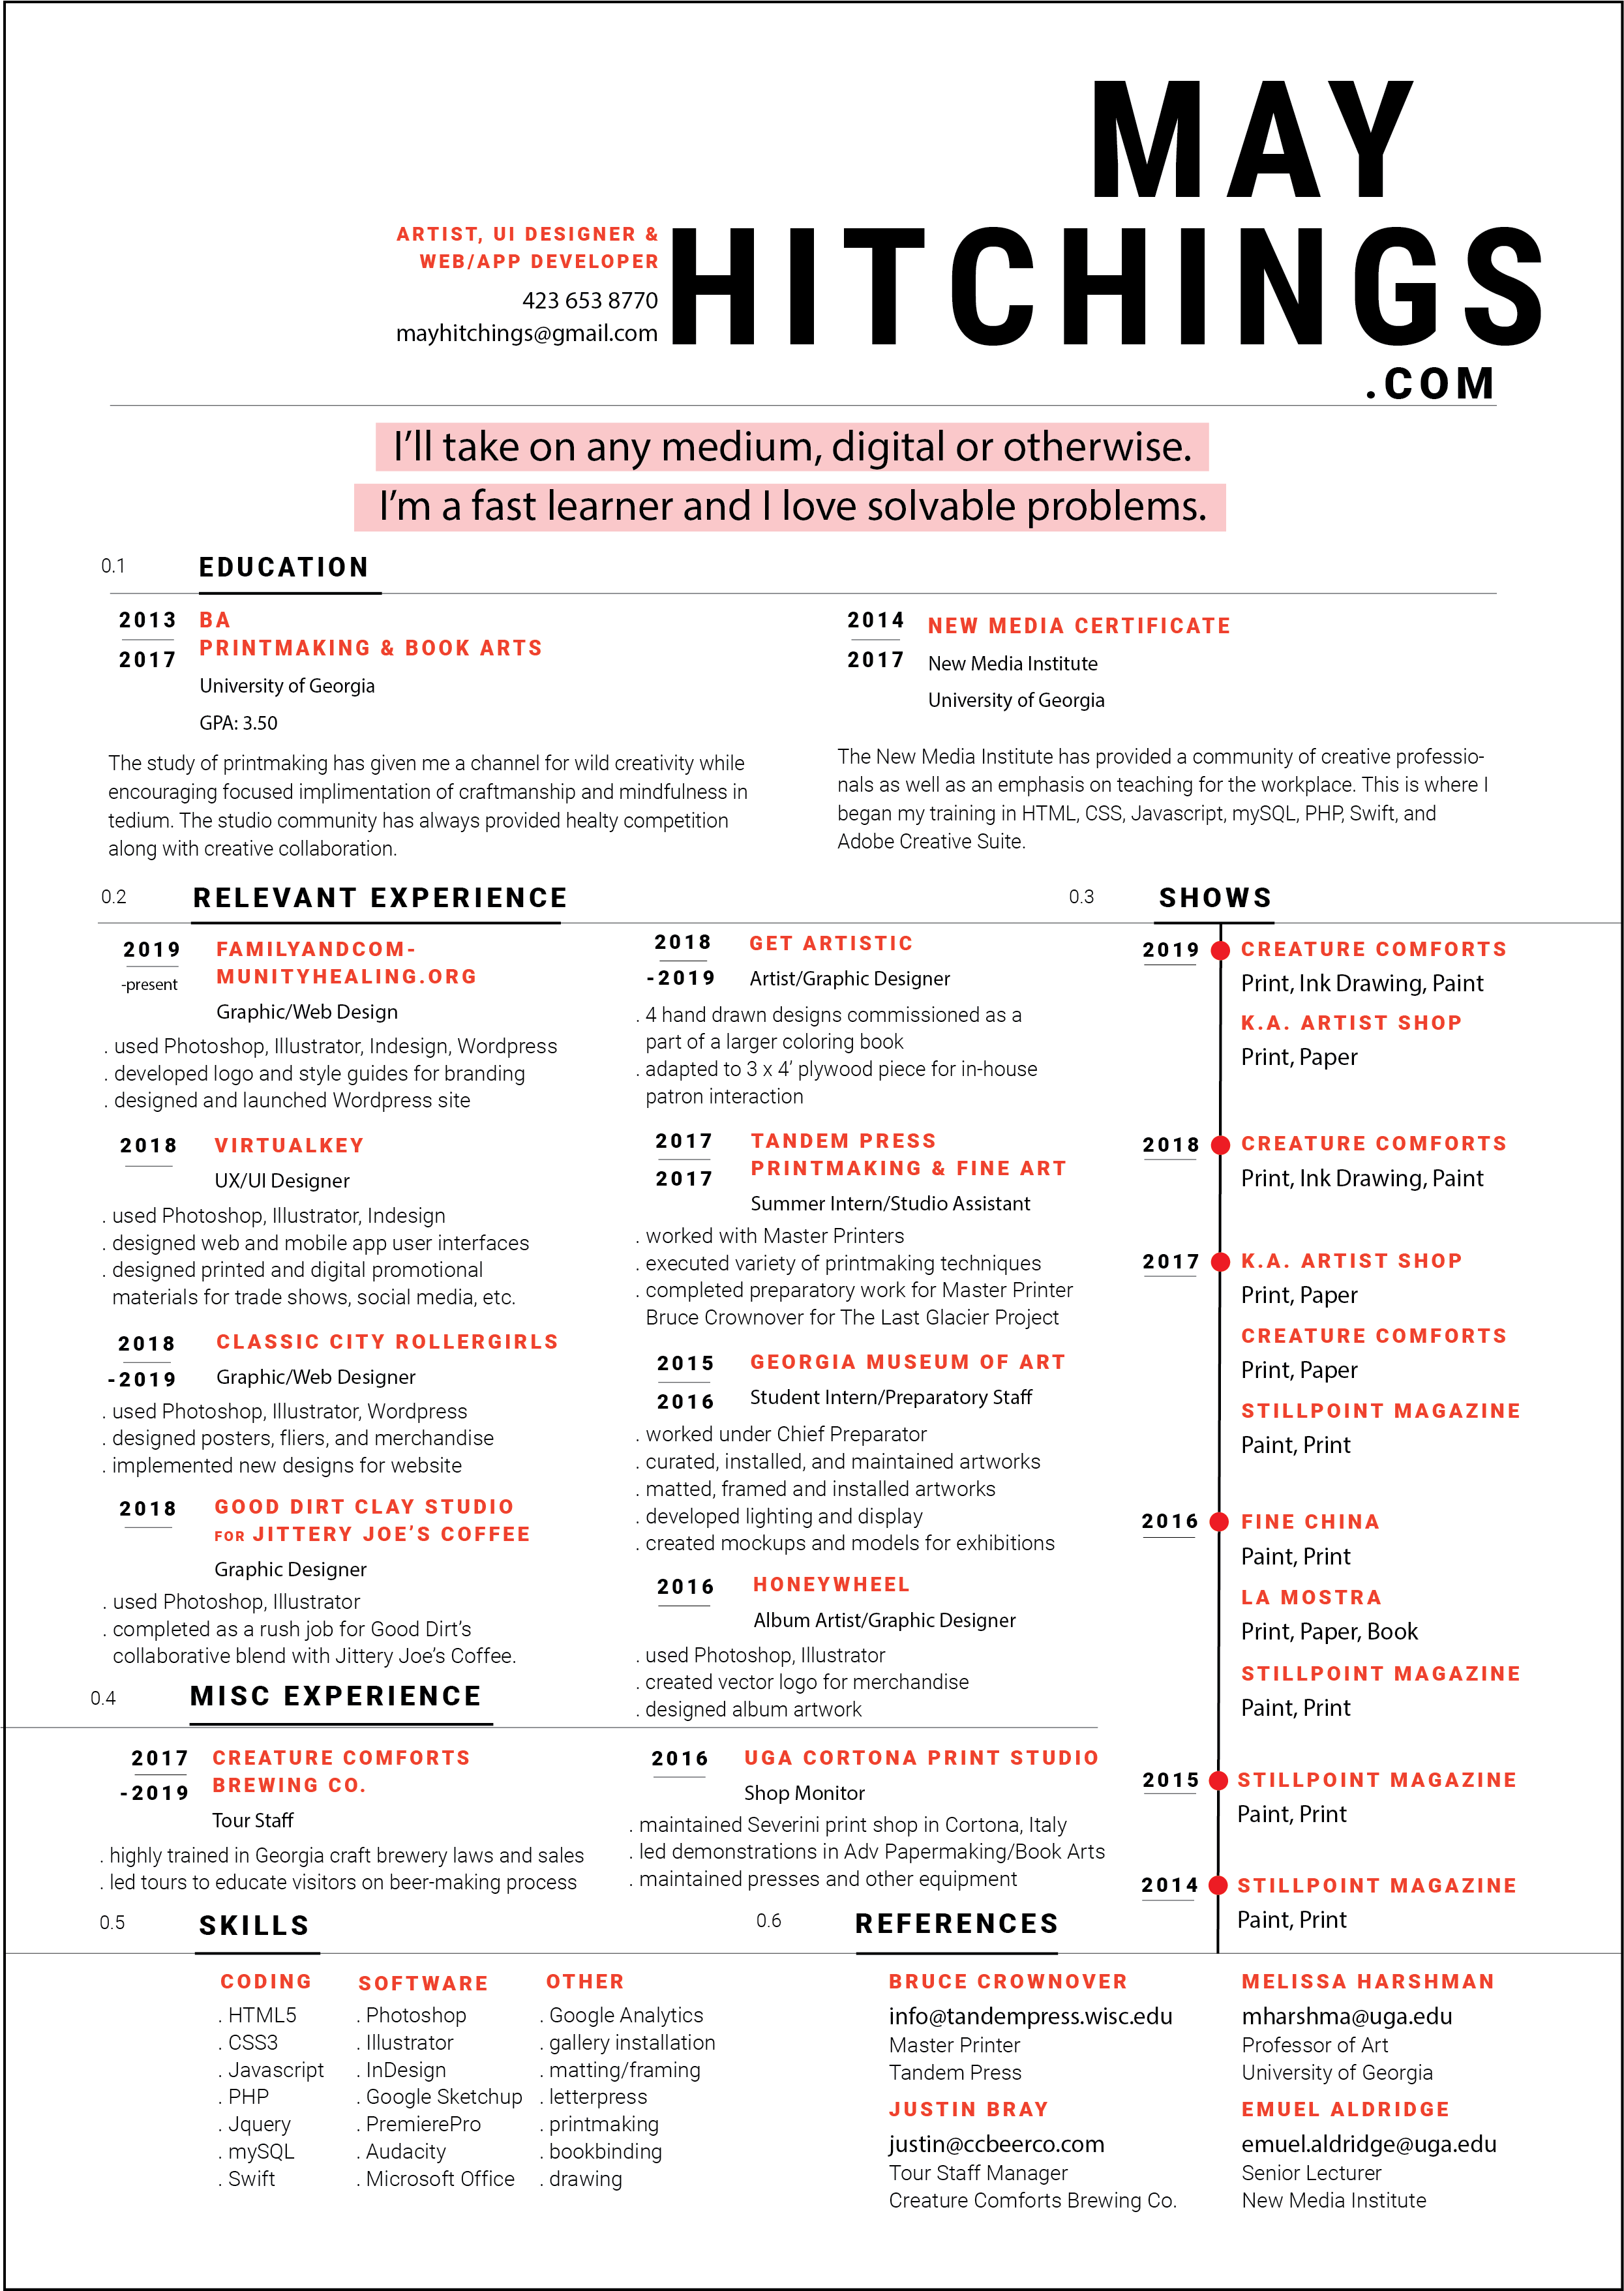 MAY
HITCHINGS
.COM
ARTIST, UI DESIGNER &
WEB/APP DEVELOPER
423 653 8770
mayhitchings@gmail.com
I'll take on any medium, digital or otherwise.
I'm a fast learner and I love solvable problems.
0.1 EDUCATION
2013
2017
BA
PRINTMAKING & BOOK ARTS
University of Georgia
GPA: 3.50
The study of printmaking has given me a channel for wild creativity while
encouraging focused implimentation of craftmanship and mindfulness in
tedium. The studio community has always provided healty competition
along with creative collaboration.
2014
2017
NEW MEDIA CERTIFICATE
New Media Institute
University of Georgia
The New Media Institute has provided a community of creative professio-
nals as well as an emphasis on teaching for the workplace. This is where I
began my training in HTML, CSS, Javascript, mySQL, PHP, Swift, and
Adobe Creative Suite.
0.2 RELEVANT EXPERIENCE
2019
-present
FAMILYANDCOM-
MUNITYHEALING.ORG
Graphic/Web Design
. used Photoshop, Illustrator, Indesign, Wordpress
. developed logo and style guides for branding
. designed and launched Wordpress site
2018
VIRTUALKEY
UX/UI Designer
. used Photoshop, Illustrator, Indesign
. designed web and mobile app user interfaces
. designed printed and digital promotional
materials for trade shows, social media, etc.
2018
-2019
CLASSIC CITY ROLLERGIRLS
Graphic/Web Designer
. used Photoshop, Illustrator, Wordpress
. designed posters, fliers, and merchandise
. implemented new designs for website
2018
GOOD DIRT CLAY STUDIO
FOR JITTERY JOE'S COFFEE
Graphic Designer
. used Photoshop, Illustrator
. completed as a rush job for Good Dirt's
collaborative blend with Jittery Joe's Coffee.
2018
-2019
GET ARTISTIC
Artist/Graphic Designer
. 4 hand drawn designs commissioned as a
part of a larger coloring book
. adapted to 3 x 4' plywood piece for in-house
patron interaction
2017
2017
TANDEM PRESS
PRINTMAKING & FINE ART
Summer Intern/Studio Assistant
. worked with Master Printers
. executed variety of printmaking techniques
. completed preparatory work for Master Printer
Bruce Crownover for The Last Glacier Project
2015
2016
GEORGIA MUSEUM OF ART
Student Intern/Preparatory Staff
. worked under Chief Preparator
. curated, installed, and maintained artworks
. matted, framed and installed artworks
. developed lighting and display
. created mockups and models for exhibitions
2016
HONEYWHEEL
Album Artist/Graphic Designer
. used Photoshop, Illustrator
. created vector logo for merchandise
. designed album artwork
0.3 SHOWS
2019
CREATURE COMFORTS
Print, Ink Drawing, Paint
K.A. ARTIST SHOP
Print, Paper
2018
CREATURE COMFORTS
Print, Ink Drawing, Paint
2017
K.A. ARTIST SHOP
Print, Paper
CREATURE COMFORTS
Print, Paper
STILLPOINT MAGAZINE
Paint, Print
2016
FINE CHINA
Paint, Print
LA MOSTRA
Print, Paper, Book
STILLPOINT MAGAZINE
Paint, Print
2015
STILLPOINT MAGAZINE
Paint, Print
2014
STILLPOINT MAGAZINE
Paint, Print
0.4 MISC EXPERIENCE
2017
-2019
CREATURE COMFORTS
BREWING CO.
Tour Staff
. highly trained in Georgia craft brewery laws and sales
. led tours to educate visitors on beer-making process
2016
UGA CORTONA PRINT STUDIO
Shop Monitor
. maintained Severini print shop in Cortona, Italy
. led demonstrations in Adv Papermaking/Book Arts
. maintained presses and other equipment
0.5 SKILLS
CODING
. HTML5
. CSS3
. Javascript
. PHP
. Jquery
. mySQL
. Swift
SOFTWARE
. Photoshop
. Illustrator
. InDesign
. Google Sketchup
. PremierePro
. Audacity
. Microsoft Office
OTHER
. Google Analytics
. gallery installation
. matting/framing
. letterpress
. printmaking
. bookbinding
. drawing
0.6 REFERENCES
BRUCE CROWNOVER
info@tandempress.wisc.edu
Master Printer
Tandem Press
JUSTIN BRAY
justin@ccbeerco.com
Tour Staff Manager
Creature Comforts Brewing Co.
MELISSA HARSHMAN
mharshma@uga.edu
Professor of Art
University of Georgia
EMUEL ALDRIDGE
emuel.aldridge@uga.edu
Senior Lecturer
New Media Institute